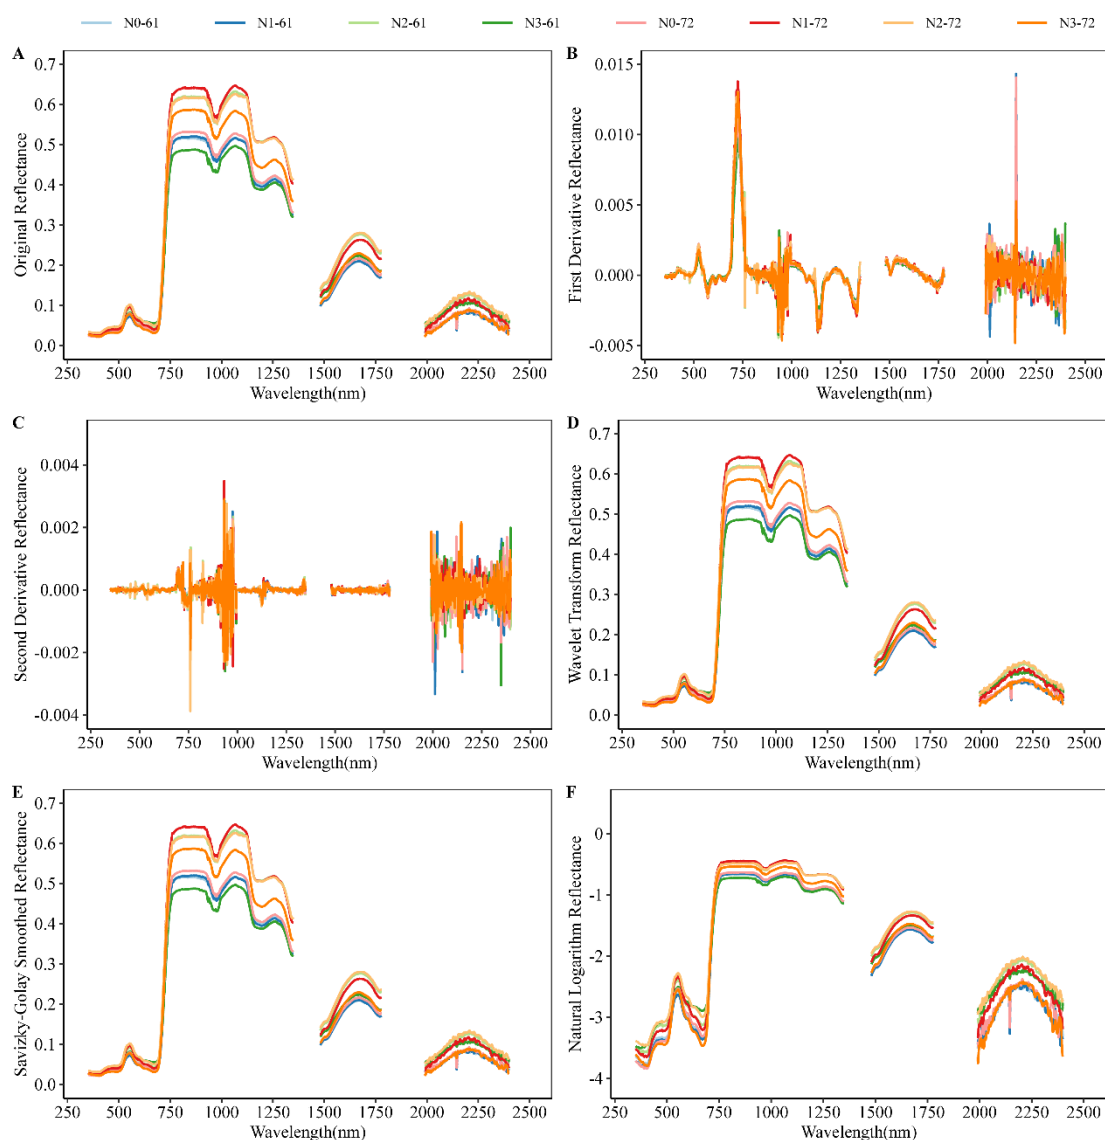 N0-61 N1-61 N2-61 N3-61 N0-72 N1-72 N2-72 N3-72
A
Original Reflectance
0.7
0.6
0.5
0.4
0.3
0.2
0.1
0.0
250 500 750 1000 1250 1500 1750 2000 2250 2500
Wavelength(nm)
B
First Derivative Reflectance
0.015
0.010
0.005
0.000
-0.005
250 500 750 1000 1250 1500 1750 2000 2250 2500
Wavelength(nm)
C
Second Derivative Reflectance
0.004
0.002
0.000
-0.002
-0.004
250 500 750 1000 1250 1500 1750 2000 2250 2500
Wavelength(nm)
D
Wavelet Transform Reflectance
0.7
0.6
0.5
0.4
0.3
0.2
0.1
0.0
250 500 750 1000 1250 1500 1750 2000 2250 2500
Wavelength(nm)
E
Savizky-Golay Smoothed Reflectance
0.7
0.6
0.5
0.4
0.3
0.2
0.1
0.0
250 500 750 1000 1250 1500 1750 2000 2250 2500
Wavelength(nm)
F
Natural Logarithm Reflectance
0
-1
-2
-3
-4
250 500 750 1000 1250 1500 1750 2000 2250 2500
Wavelength(nm)